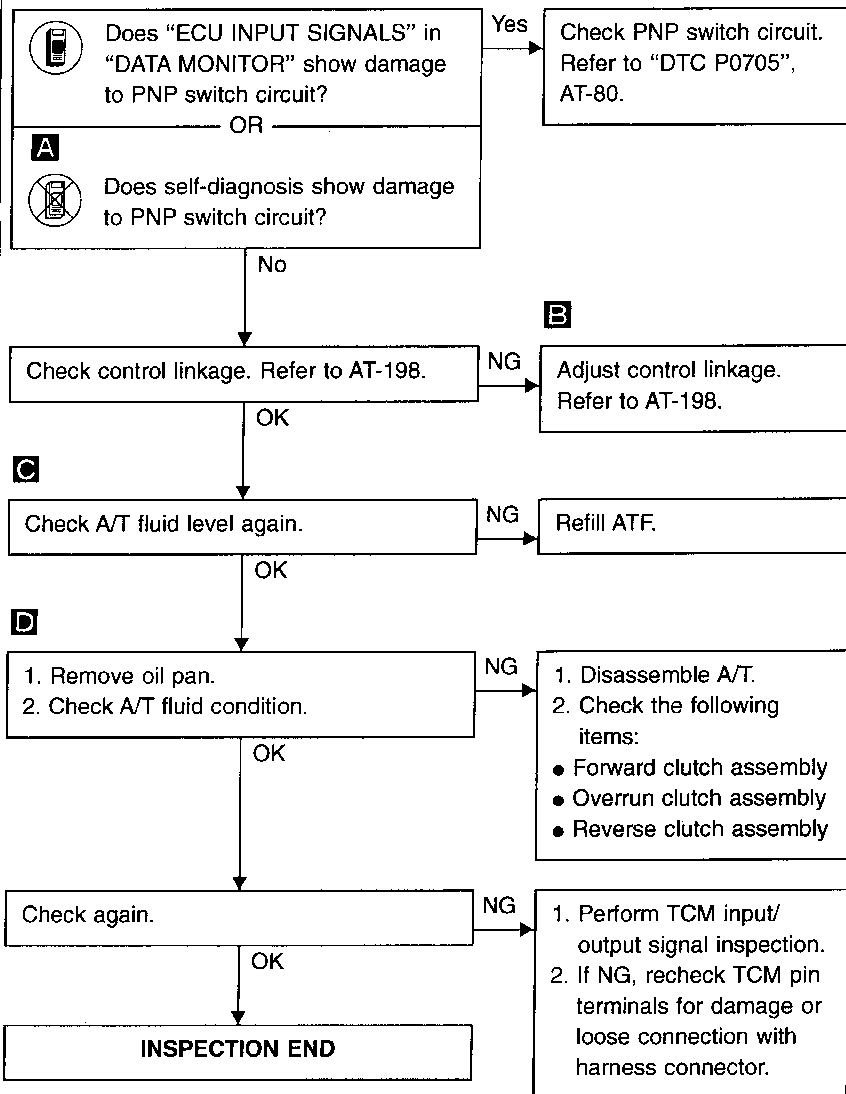 Does “ECU INPUT SIGNALS” in
“DATA MONITOR” show damage
to PNP switch circuit?
OR
A
Does self-diagnosis show damage
to PNP switch circuit?
Yes
Check PNP switch circuit.
Refer to “DTC P0705”,
AT-80.
No
Check control linkage. Refer to AT-198.
NG
B
Adjust control linkage.
Refer to AT-198.
OK
C
Check A/T fluid level again.
NG
Refill ATF.
OK
D
1. Remove oil pan.
2. Check A/T fluid condition.
NG
1. Disassemble A/T.
2. Check the following
items:
● Forward clutch assembly
● Overrun clutch assembly
● Reverse clutch assembly
OK
Check again.
NG
1. Perform TCM input/
output signal inspection.
2. If NG, recheck TCM pin
terminals for damage or
loose connection with
harness connector.
OK
INSPECTION END